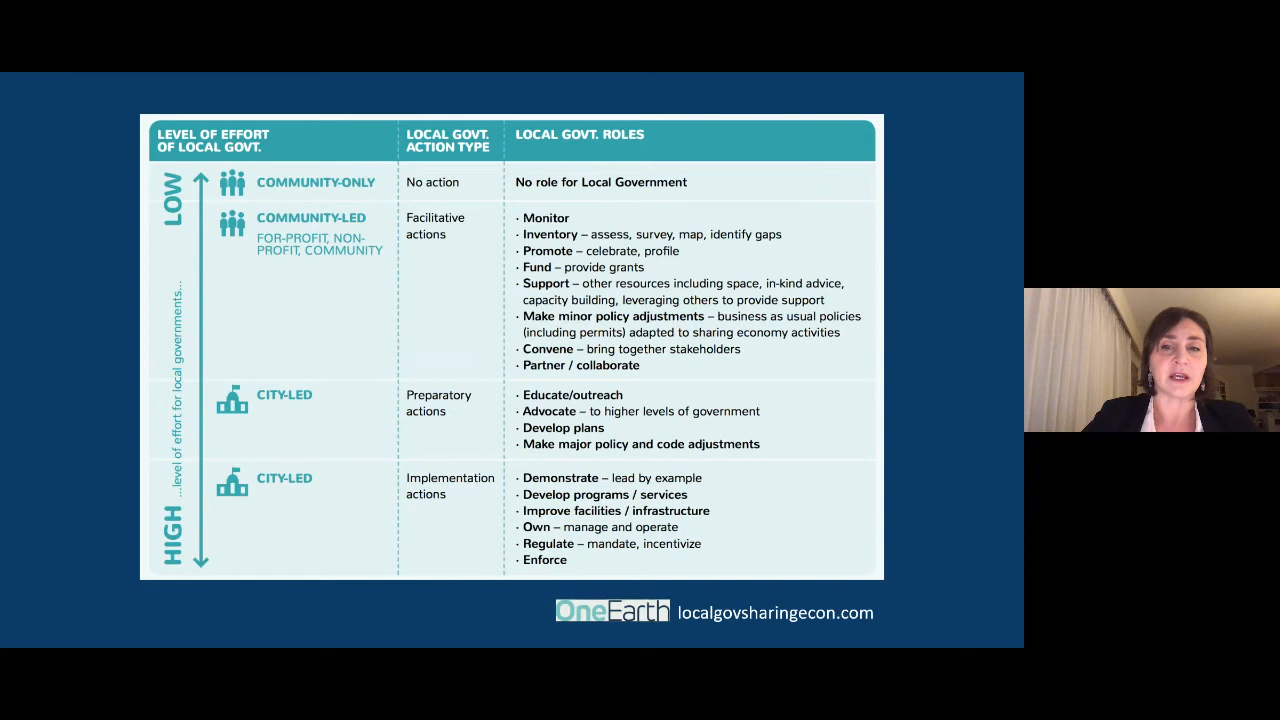 LEVEL OF EFFORT
OF LOCAL GOVT.
LOCAL GOVT.
ACTION TYPE
LOCAL GOVT. ROLES
LOW
...level of effort for local governments...
HIGH
COMMUNITY-ONLY
No action
No role for Local Government
COMMUNITY-LED
FOR-PROFIT, NON-
PROFIT, COMMUNITY
Facilitative
actions
· Monitor
· Inventory – assess, survey, map, identify gaps
· Promote – celebrate, profile
· Fund – provide grants
· Support – other resources including space, in-kind advice,
capacity building, leveraging others to provide support
· Make minor policy adjustments – business as usual policies
(including permits) adapted to sharing economy activities
· Convene – bring together stakeholders
· Partner / collaborate
CITY-LED
Preparatory
actions
· Educate/outreach
· Advocate – to higher levels of government
· Develop plans
· Make major policy and code adjustments
CITY-LED
Implementation
actions
· Demonstrate – lead by example
· Develop programs / services
· Improve facilities / infrastructure
· Own – manage and operate
· Regulate – mandate, incentivize
· Enforce
OneEarth localgovsharingecon.com